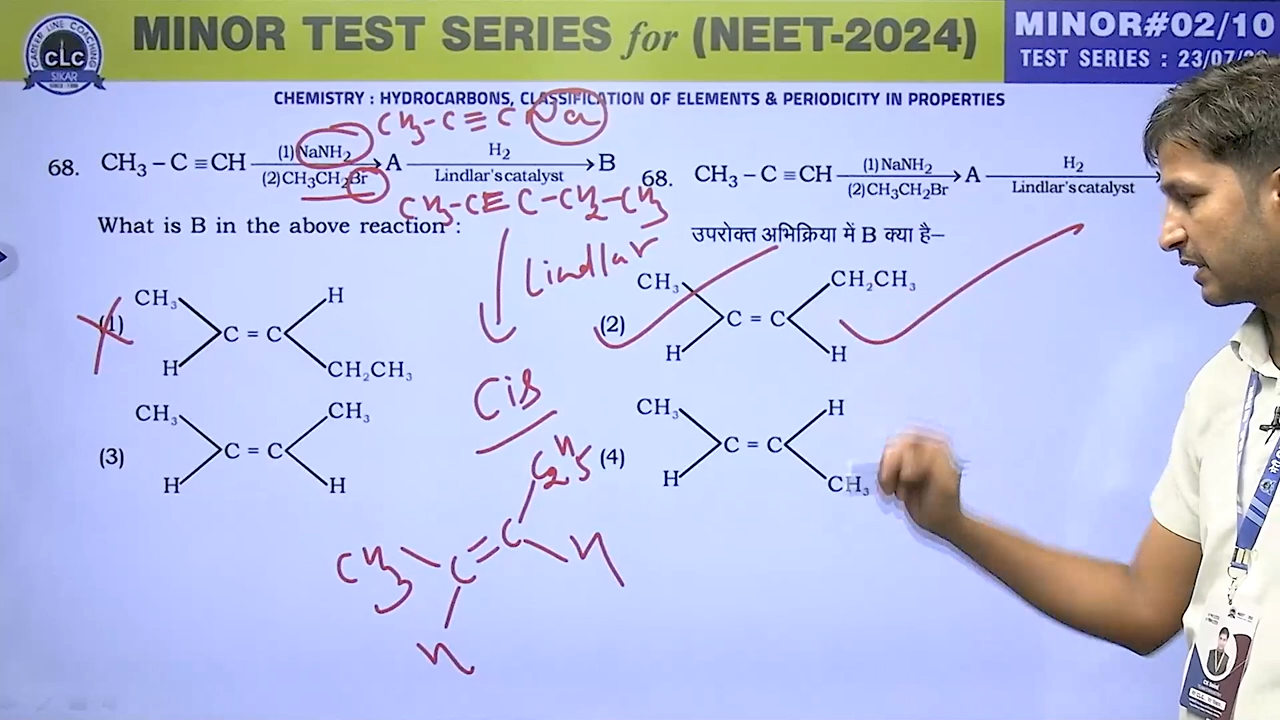 CAREER LINE COACHING
CLC
SIKAR
MINOR TEST SERIES for (NEET-2024)
MINOR#02/10
TEST SERIES : 23/07/
CHEMISTRY : HYDROCARBONS, CLASSIFICATION OF ELEMENTS & PERIODICITY IN PROPERTIES
CH₃-C≡C Na
68. CH₃ – C ≡CH (1)NaNH₂ (2)CH₃CH₂Br A H₂ Lindlar's catalyst B
CH₃-C≡C-CH₂-CH₃
What is B in the above reaction :
Lindlar
(1) CH₃ H C = C H CH₂CH₃
(3) CH₃ CH₃ C = C H H
Cis
C₂H₅
CH₃ C=C H
H
68. CH₃ – C ≡CH (1)NaNH₂ (2)CH₃CH₂Br A H₂ Lindlar's catalyst
उपरोक्त अभिक्रिया में B क्या है–
(2) CH₃ CH₂CH₃ C = C H H
(4) CH₃ H C = C H CH₃